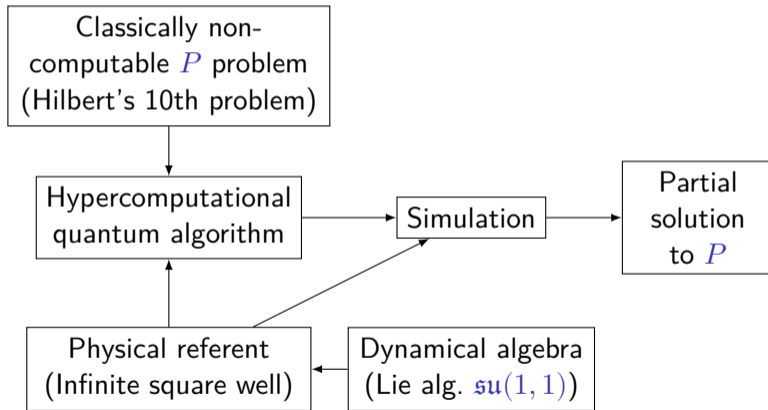 Classically non-
computable P problem
(Hilbert's 10th problem)
Hypercomputational
quantum algorithm
Simulation
Partial
solution
to P
Physical referent
(Infinite square well)
Dynamical algebra
(Lie alg. 𝔰𝔲(1, 1))